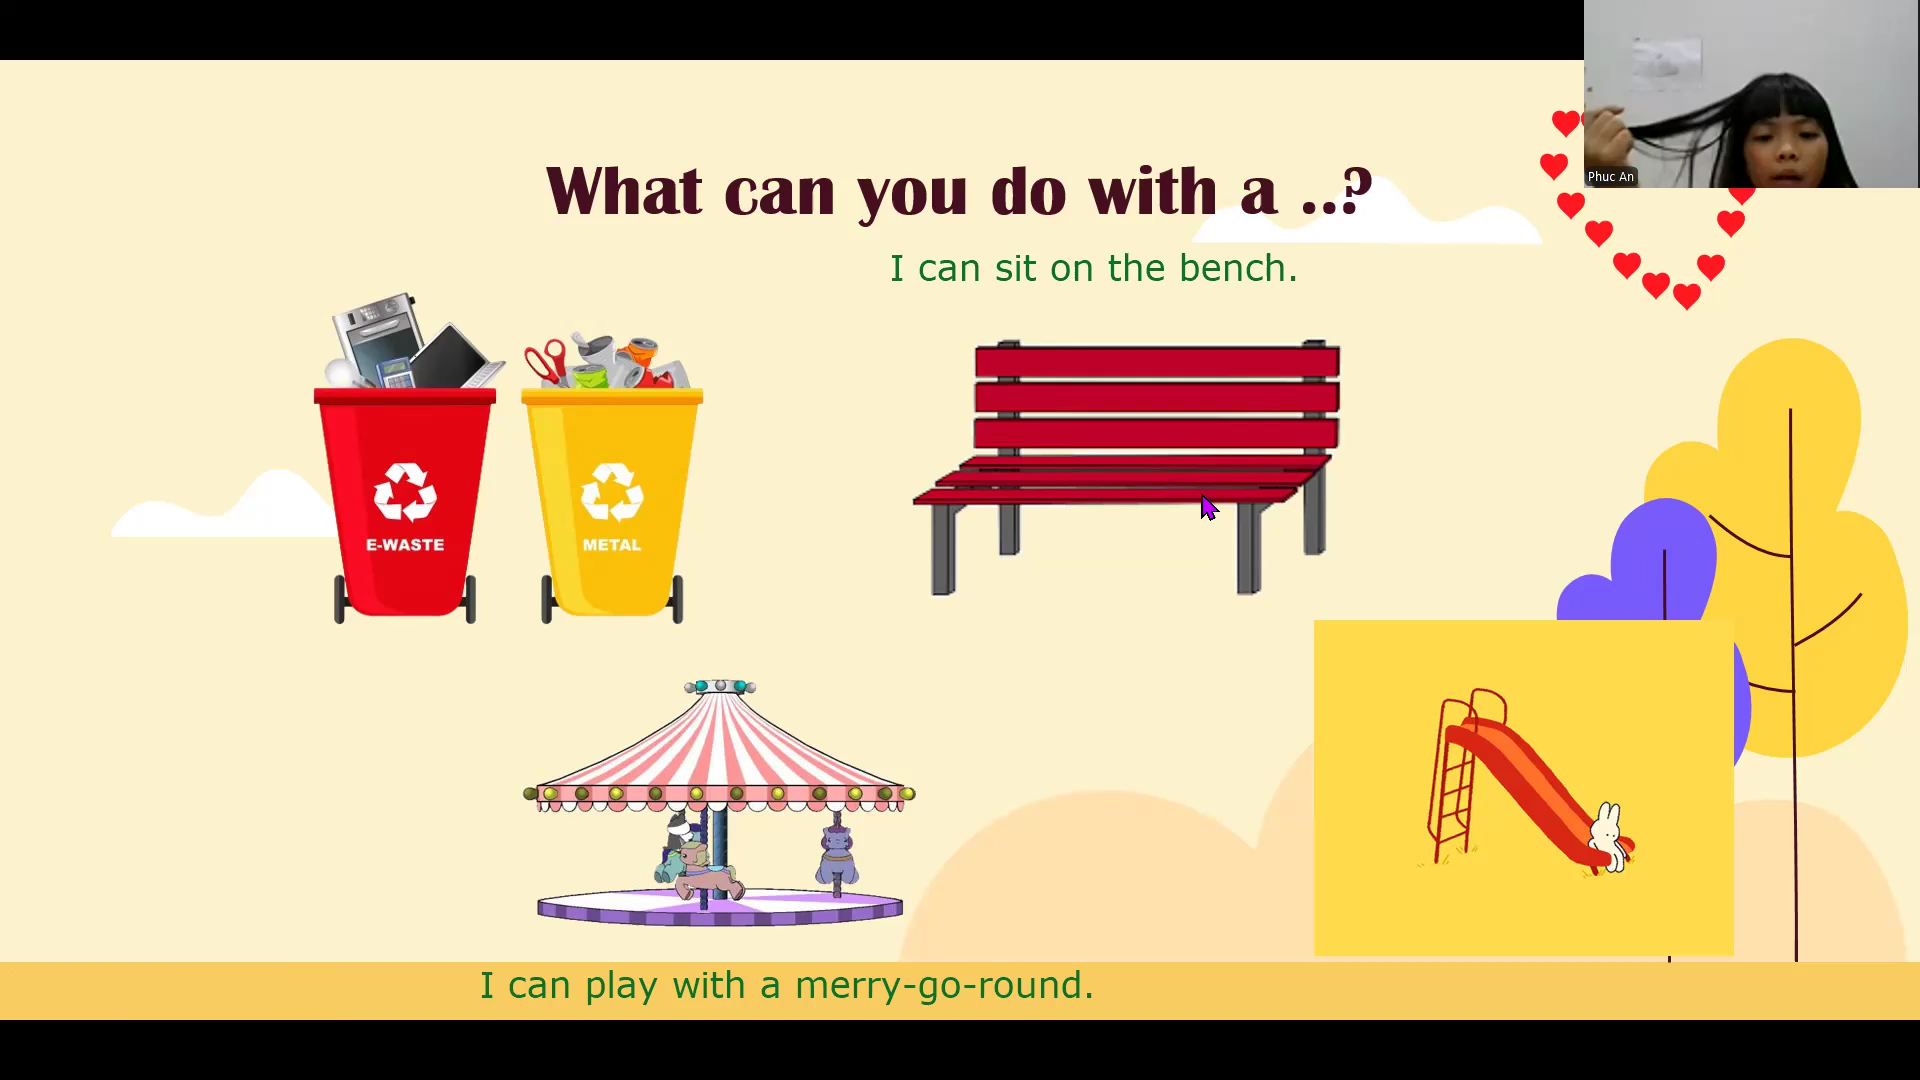 Phuc An
What can you do with a ..?
I can sit on the bench.
E-WASTE
METAL
I can play with a merry-go-round.